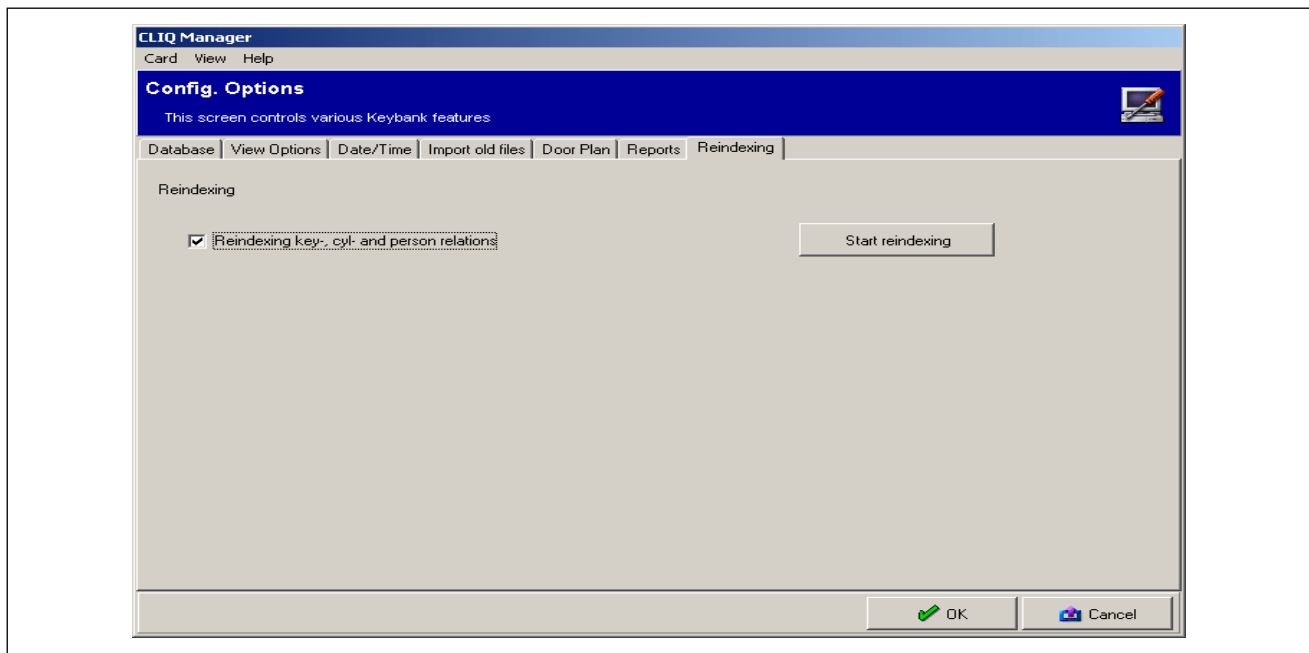 CLIQ Manager
Card View Help
Config. Options
This screen controls various Keybank features
Database View Options Date/Time Import old files Door Plan Reports Reindexing
Reindexing
Reindexing key-, cyl- and person relations Start reindexing
OK Cancel